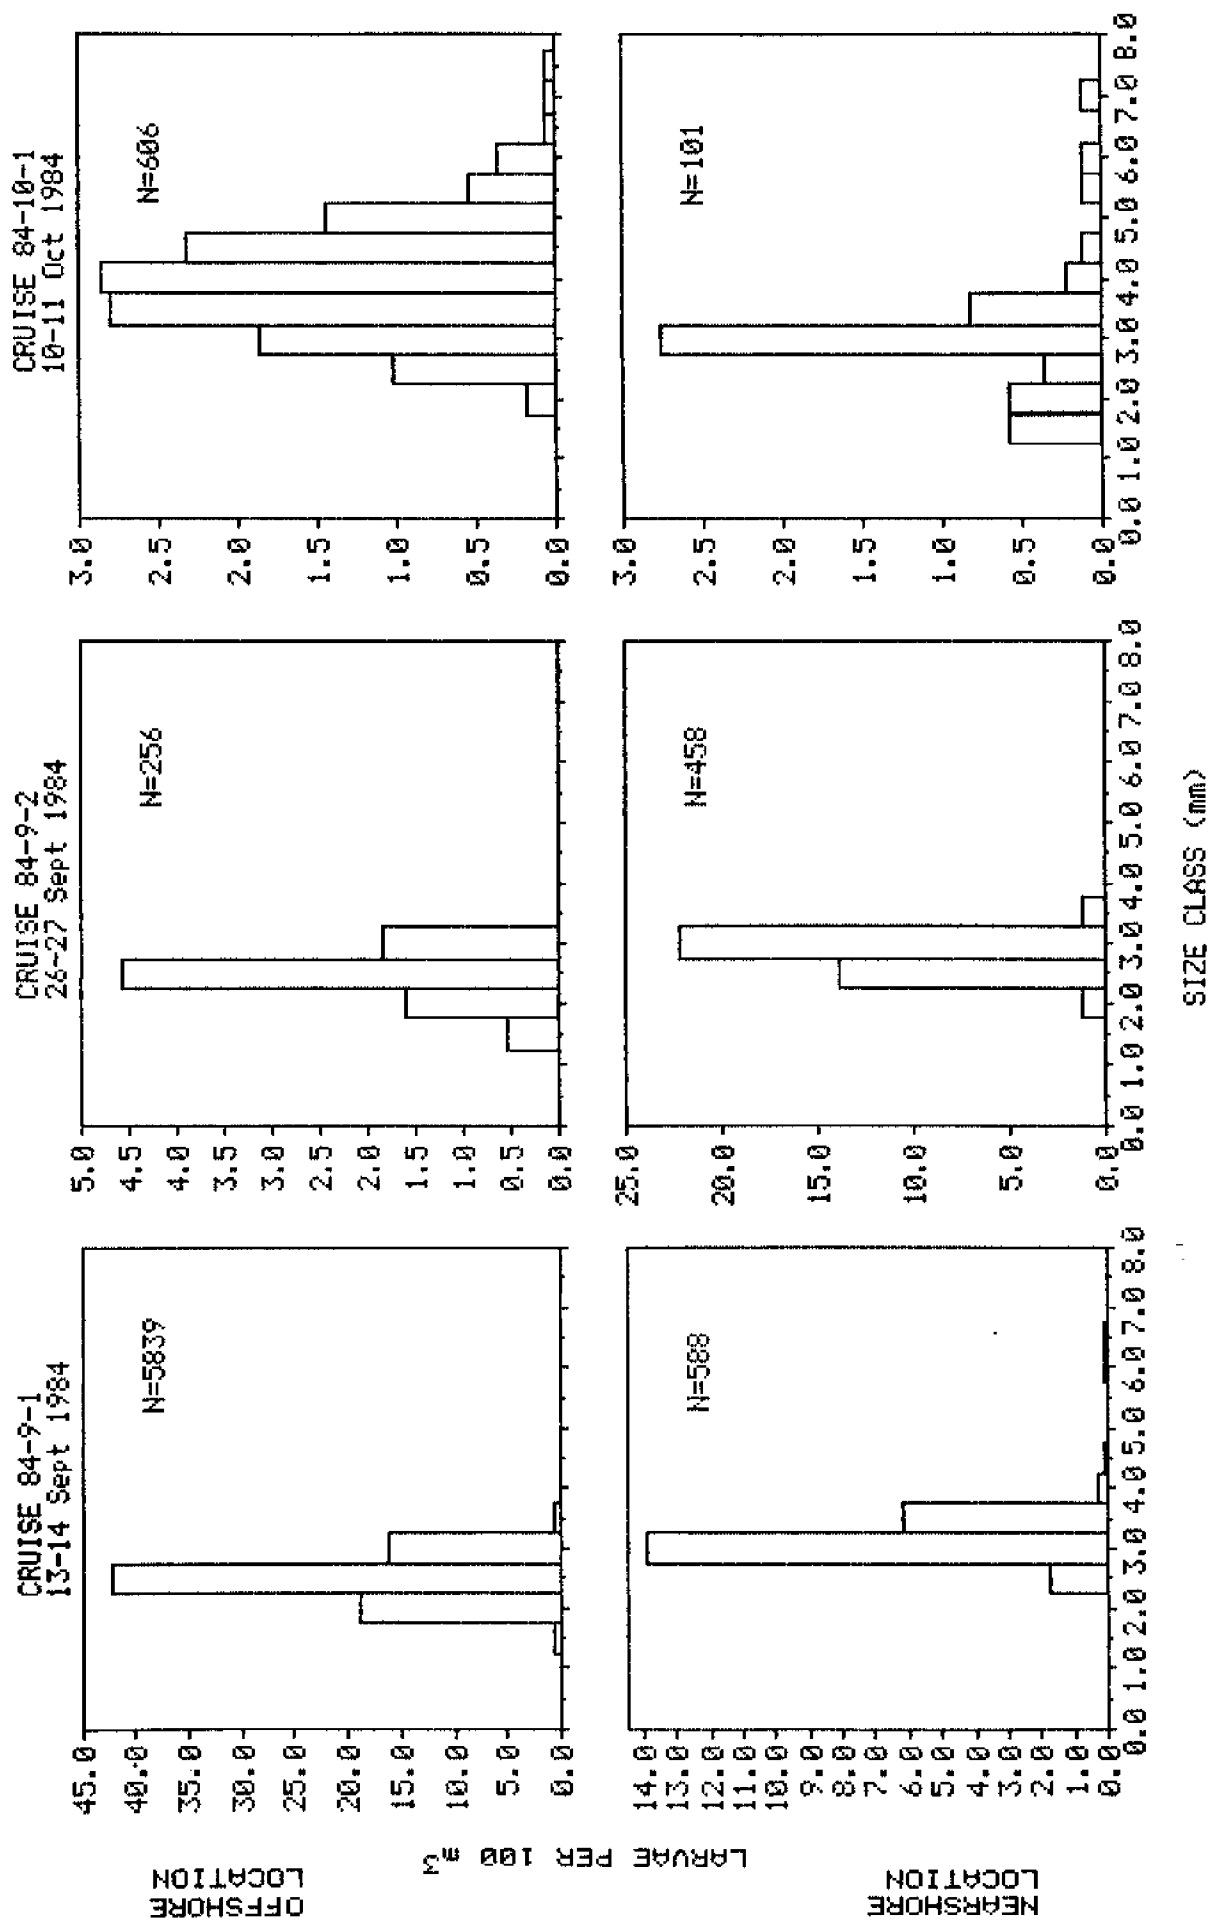 CRUISE 84-9-1
13-14 Sept 1984
CRUISE 84-9-2
26-27 Sept 1984
CRUISE 84-10-1
10-11 Oct 1984
OFFSHORE
LOCATION
45.0
40.0
35.0
30.0
25.0
20.0
15.0
10.0
5.0
0.0
N=5839
5.0
4.5
4.0
3.5
3.0
2.5
2.0
1.5
1.0
0.5
0.0
N=256
3.0
2.5
2.0
1.5
1.0
0.5
0.0
N=606
LARVAE PER 100 m3
NEARSHORE
LOCATION
14.0
13.0
12.0
11.0
10.0
9.0
8.0
7.0
6.0
5.0
4.0
3.0
2.0
1.0
0.0
N=588
0.0 1.0 2.0 3.0 4.0 5.0 6.0 7.0 8.0
25.0
20.0
15.0
10.0
5.0
0.0
N=458
0.0 1.0 2.0 3.0 4.0 5.0 6.0 7.0 8.0
3.0
2.5
2.0
1.5
1.0
0.5
0.0
N=101
0.0 1.0 2.0 3.0 4.0 5.0 6.0 7.0 8.0
SIZE CLASS (mm)